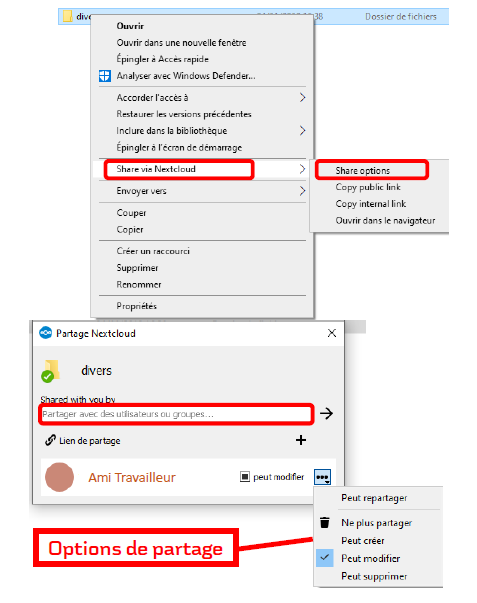 divers Dossier de fichiers
Ouvrir
Ouvrir dans une nouvelle fenêtre
Épingler à Accès rapide
Analyser avec Windows Defender...
Accorder l'accès à
Restaurer les versions précédentes
Inclure dans la bibliothèque
Épingler à l'écran de démarrage
Share via Nextcloud
Envoyer vers
Couper
Copier
Créer un raccourci
Supprimer
Renommer
Propriétés
Share options
Copy public link
Copy internal link
Ouvrir dans le navigateur
Partage Nextcloud
divers
Shared with you by
Partager avec des utilisateurs ou groupes...
Lien de partage
Ami Travailleur peut modifier
Peut repartager
Ne plus partager
Peut créer
Peut modifier
Peut supprimer
Options de partage